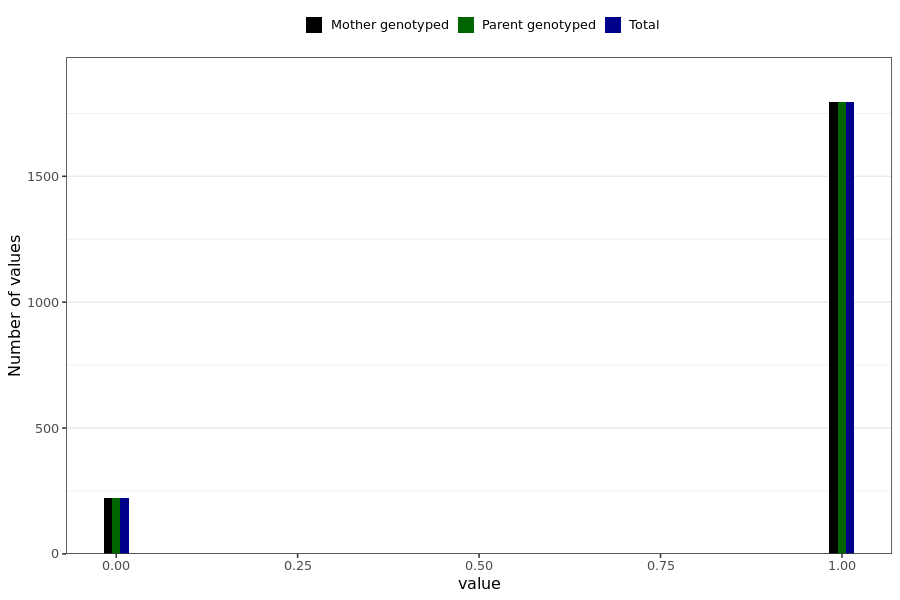 Mother genotyped Parent genotyped Total
Number of values
1500
1000
500
0
0.00 0.25 0.50 0.75 1.00
value